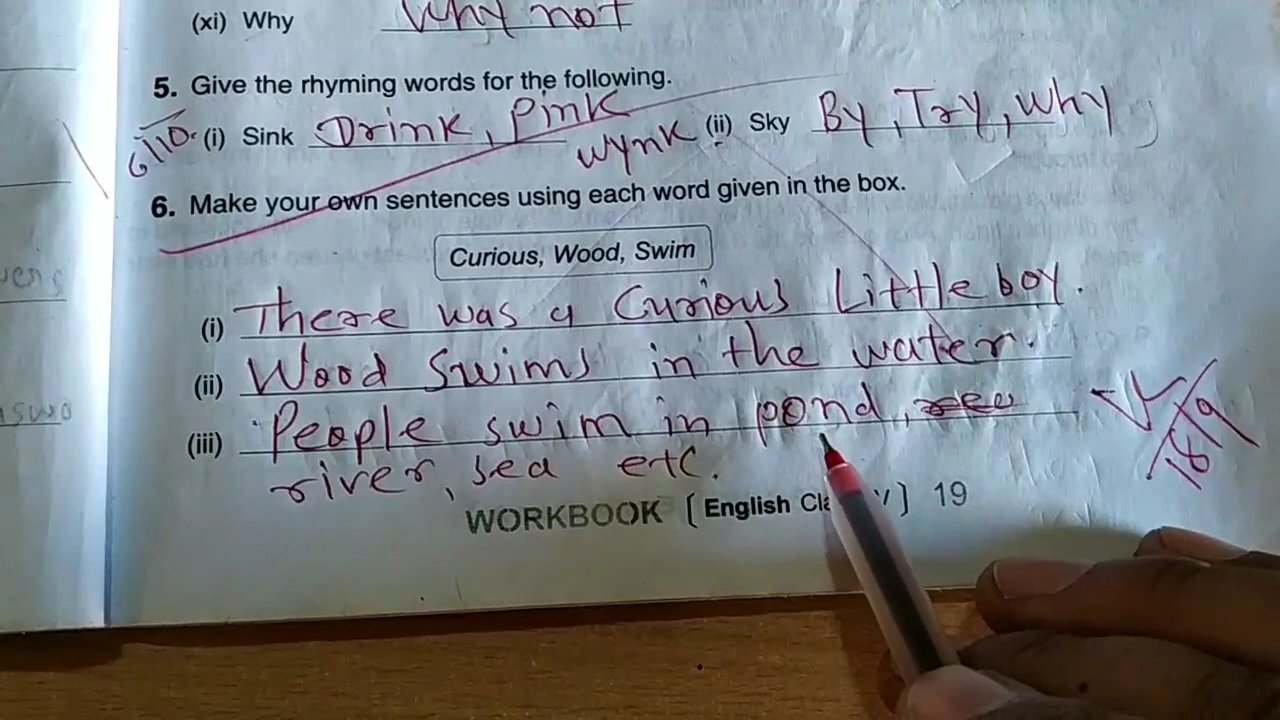 (xi) Why Why not
5. Give the rhyming words for the following.
6/10. (i) Sink Drink, Pink wynk (ii) Sky By, Try, Why
6. Make your own sentences using each word given in the box.
Curious, Wood, Swim
(i) There was a Curious Little boy.
(ii) Wood Swims in the water.
(iii) People swim in pond,
river, sea etc.
WORKBOOK [English V] 19
18/9